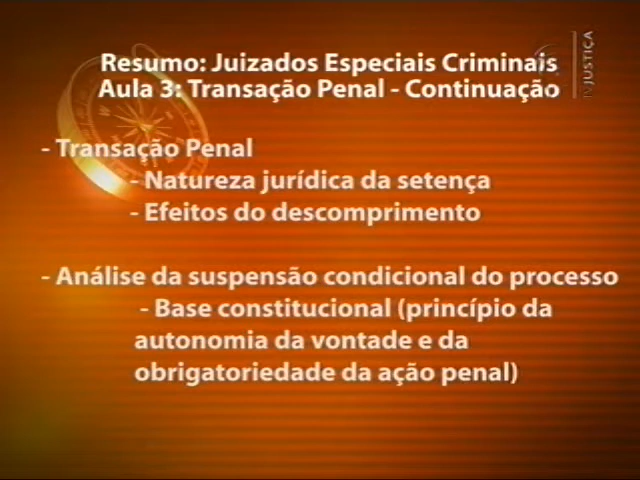 Resumo: Juizados Especiais Criminais
Aula 3: Transação Penal - Continuação
- Transação Penal
- Natureza jurídica da setença
- Efeitos do descomprimento
- Análise da suspensão condicional do processo
- Base constitucional (princípio da
autonomia da vontade e da
obrigatoriedade da ação penal)
JUSTIÇA